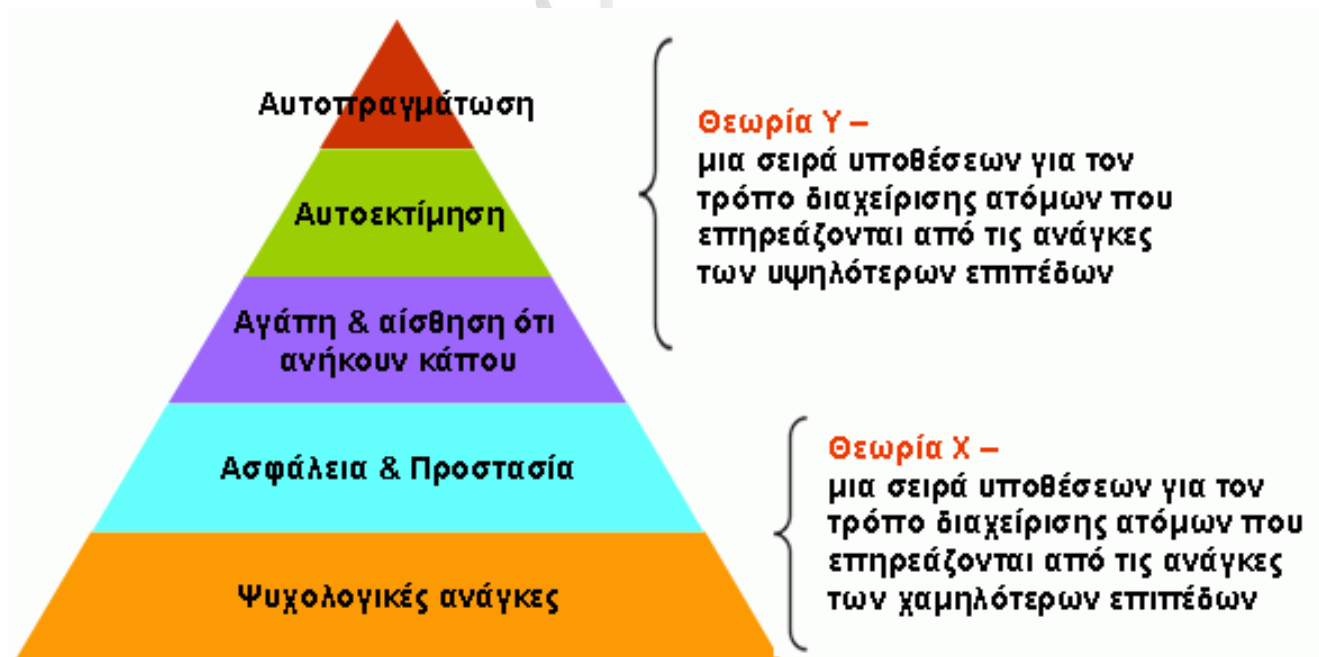 Αυτοπραγμάτωση
Αυτοεκτίμηση
Αγάπη & αίσθηση ότι
ανήκουν κάπου
Ασφάλεια & Προστασία
Ψυχολογικές ανάγκες
Θεωρία Υ –
μια σειρά υποθέσεων για τον
τρόπο διαχείρισης ατόμων που
επηρεάζονται από τις ανάγκες
των υψηλότερων επιπέδων
Θεωρία Χ –
μια σειρά υποθέσεων για τον
τρόπο διαχείρισης ατόμων που
επηρεάζονται από τις ανάγκες
των χαμηλότερων επιπέδων